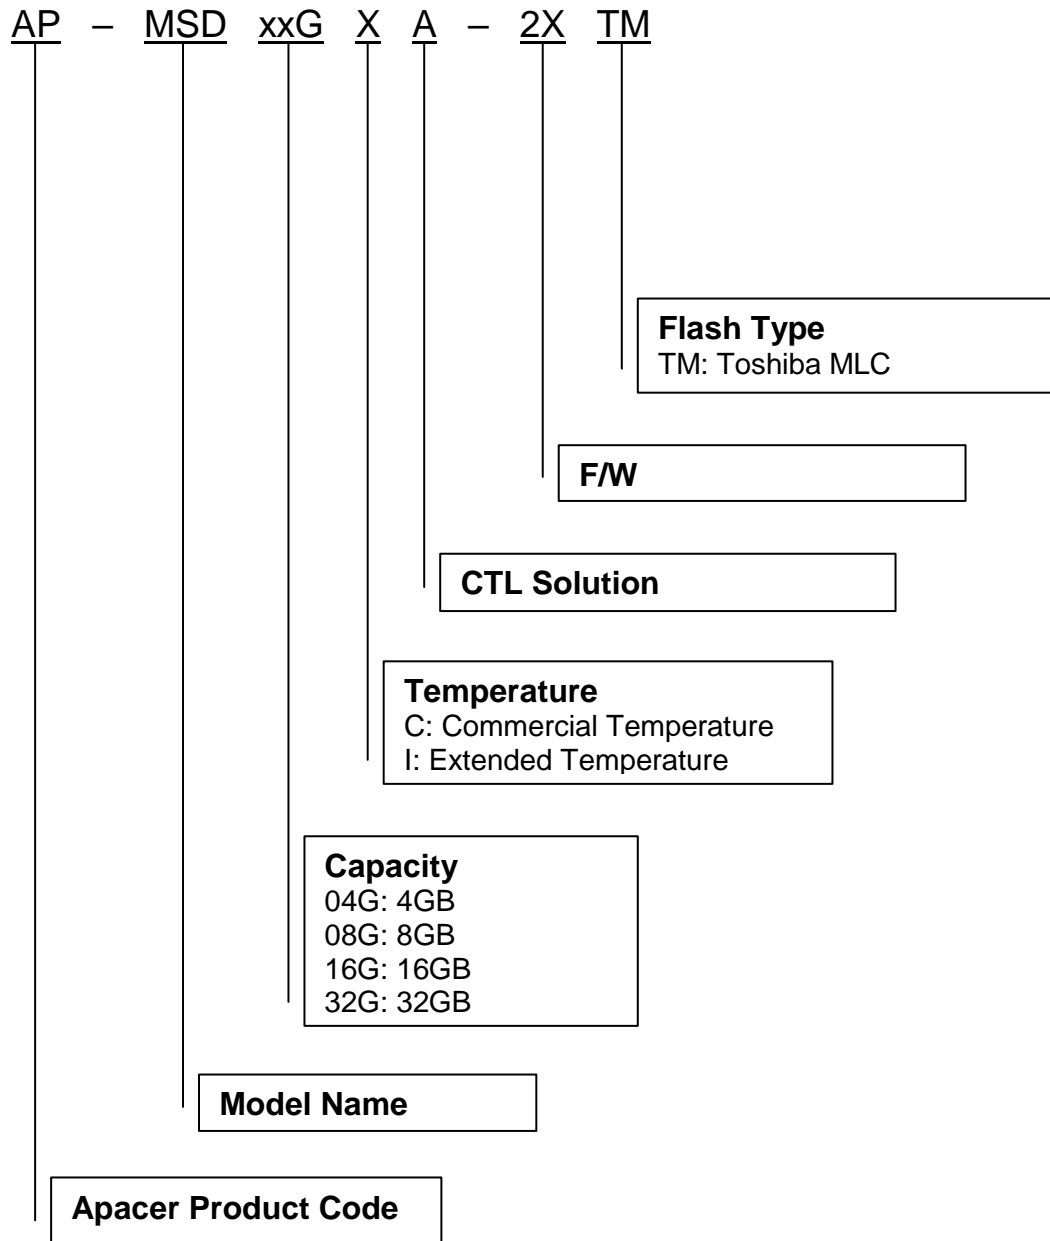 AP – MSD xxG X A – 2X TM
Flash Type
TM: Toshiba MLC
F/W
CTL Solution
Temperature
C: Commercial Temperature
I: Extended Temperature
Capacity
04G: 4GB
08G: 8GB
16G: 16GB
32G: 32GB
Model Name
Apacer Product Code